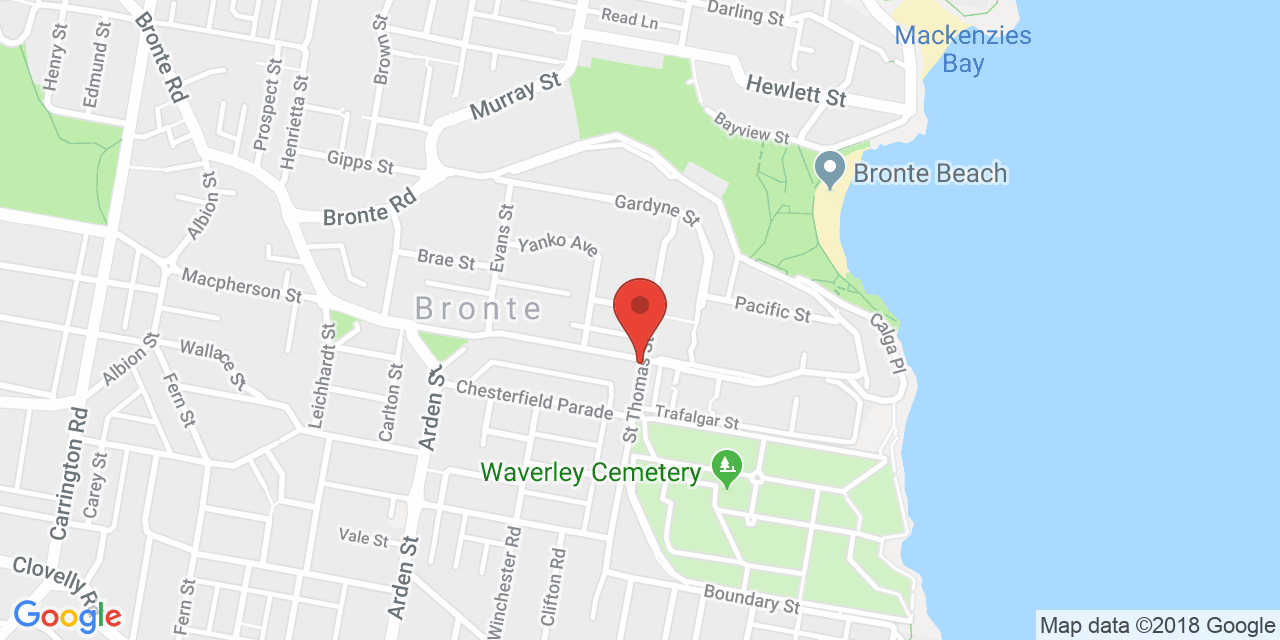 Darling St
Read Ln
Mackenzies
Bay
Henry St
Edmund St
Bronte Rd
Brown St
Prospect St
Henrietta St
Murray St
Hewlett St
Bayview St
Gipps St
Bronte Beach
Albion St
Bronte Rd
Gardyne St
Evans St
Yanko Ave
Brae St
Macpherson St
Bronte
Pacific St
Calga Pl
Albion St
Wallace St
Leichhardt St
Fern St
Carlton St
Arden St
Chesterfield Parade
St Thomas St
Trafalgar St
Carrington Rd
Carey St
Waverley Cemetery
Vale St
Winchester Rd
Clifton Rd
Arden St
Clovelly Rd
Fern St
Boundary St
Google
Map data ©2018 Google